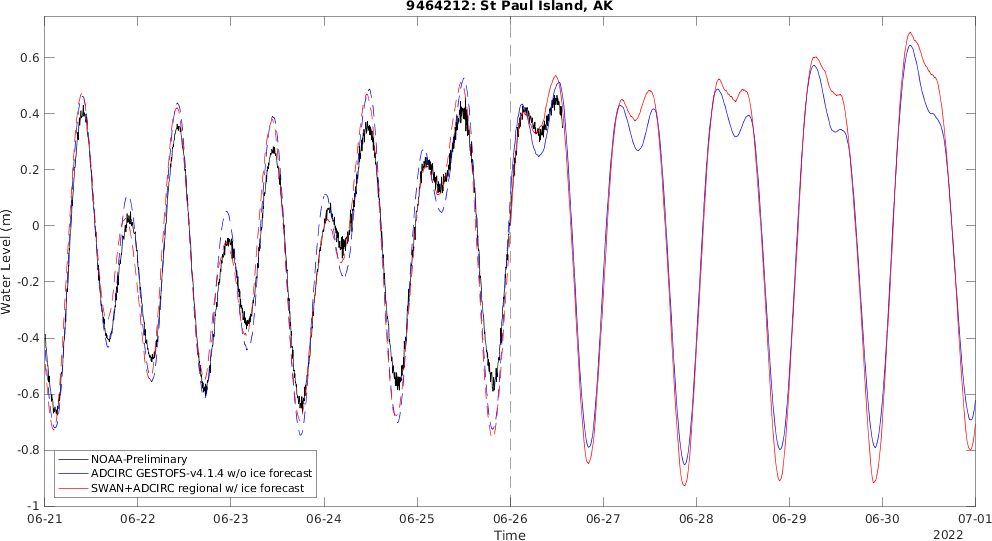 9464212: St Paul Island, AK
Water Level (m)
0.6
0.4
0.2
0
-0.2
-0.4
-0.6
-0.8
-1
NOAA-Preliminary
ADCIRC GESTOFS-v4.1.4 w/o ice forecast
SWAN+ADCIRC regional w/ ice forecast
06-21 06-22 06-23 06-24 06-25 06-26 06-27 06-28 06-29 06-30 07-01
Time
2022